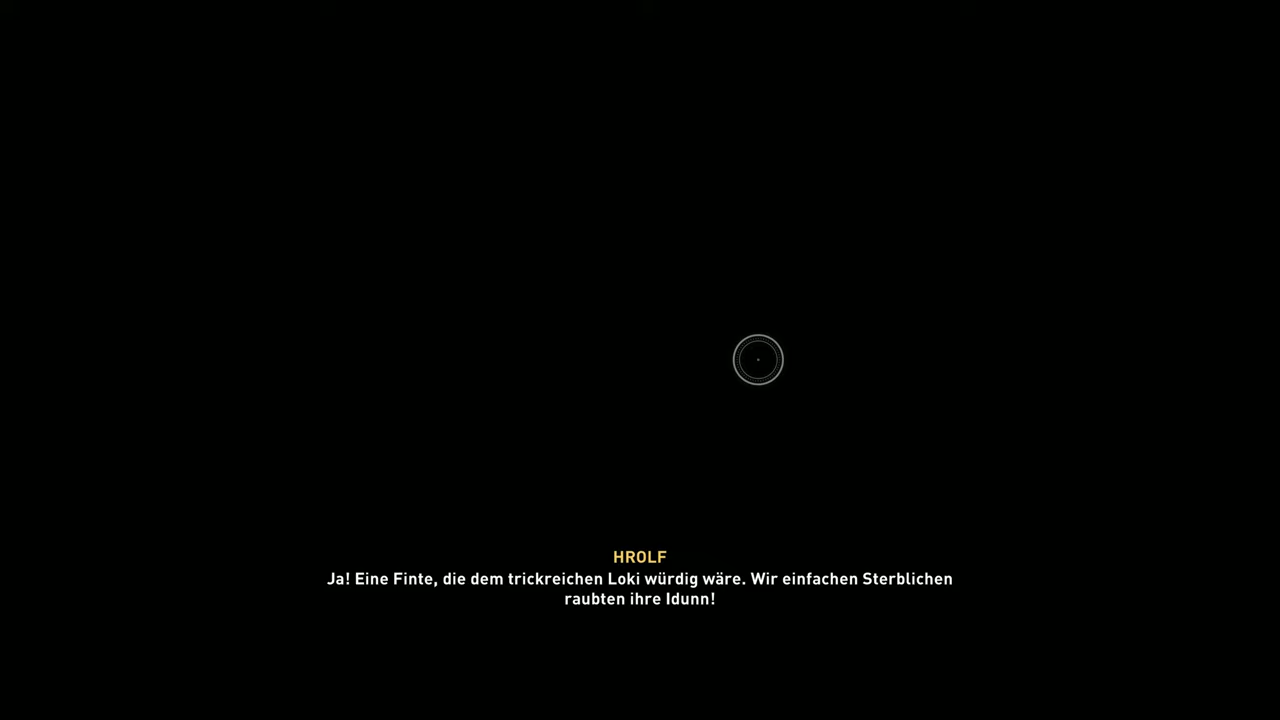 HROLF
Ja! Eine Finte, die dem trickreichen Loki würdig wäre. Wir einfachen Sterblichen
raubten ihre Idunn!